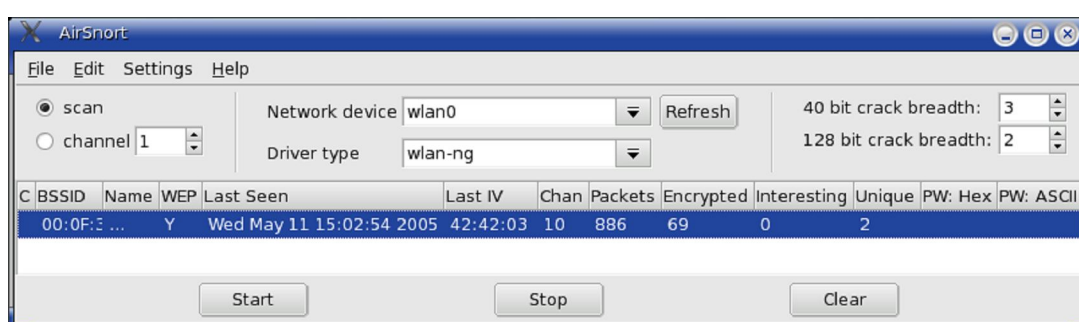 AirSnort
File Edit Settings Help
scan
channel 1
Network device wlan0 Refresh
Driver type wlan-ng
40 bit crack breadth: 3
128 bit crack breadth: 2
C BSSID Name WEP Last Seen Last IV Chan Packets Encrypted Interesting Unique PW: Hex PW: ASCII
00:0F: ... Y Wed May 11 15:02:54 2005 42:42:03 10 886 69 0 2
Start Stop Clear